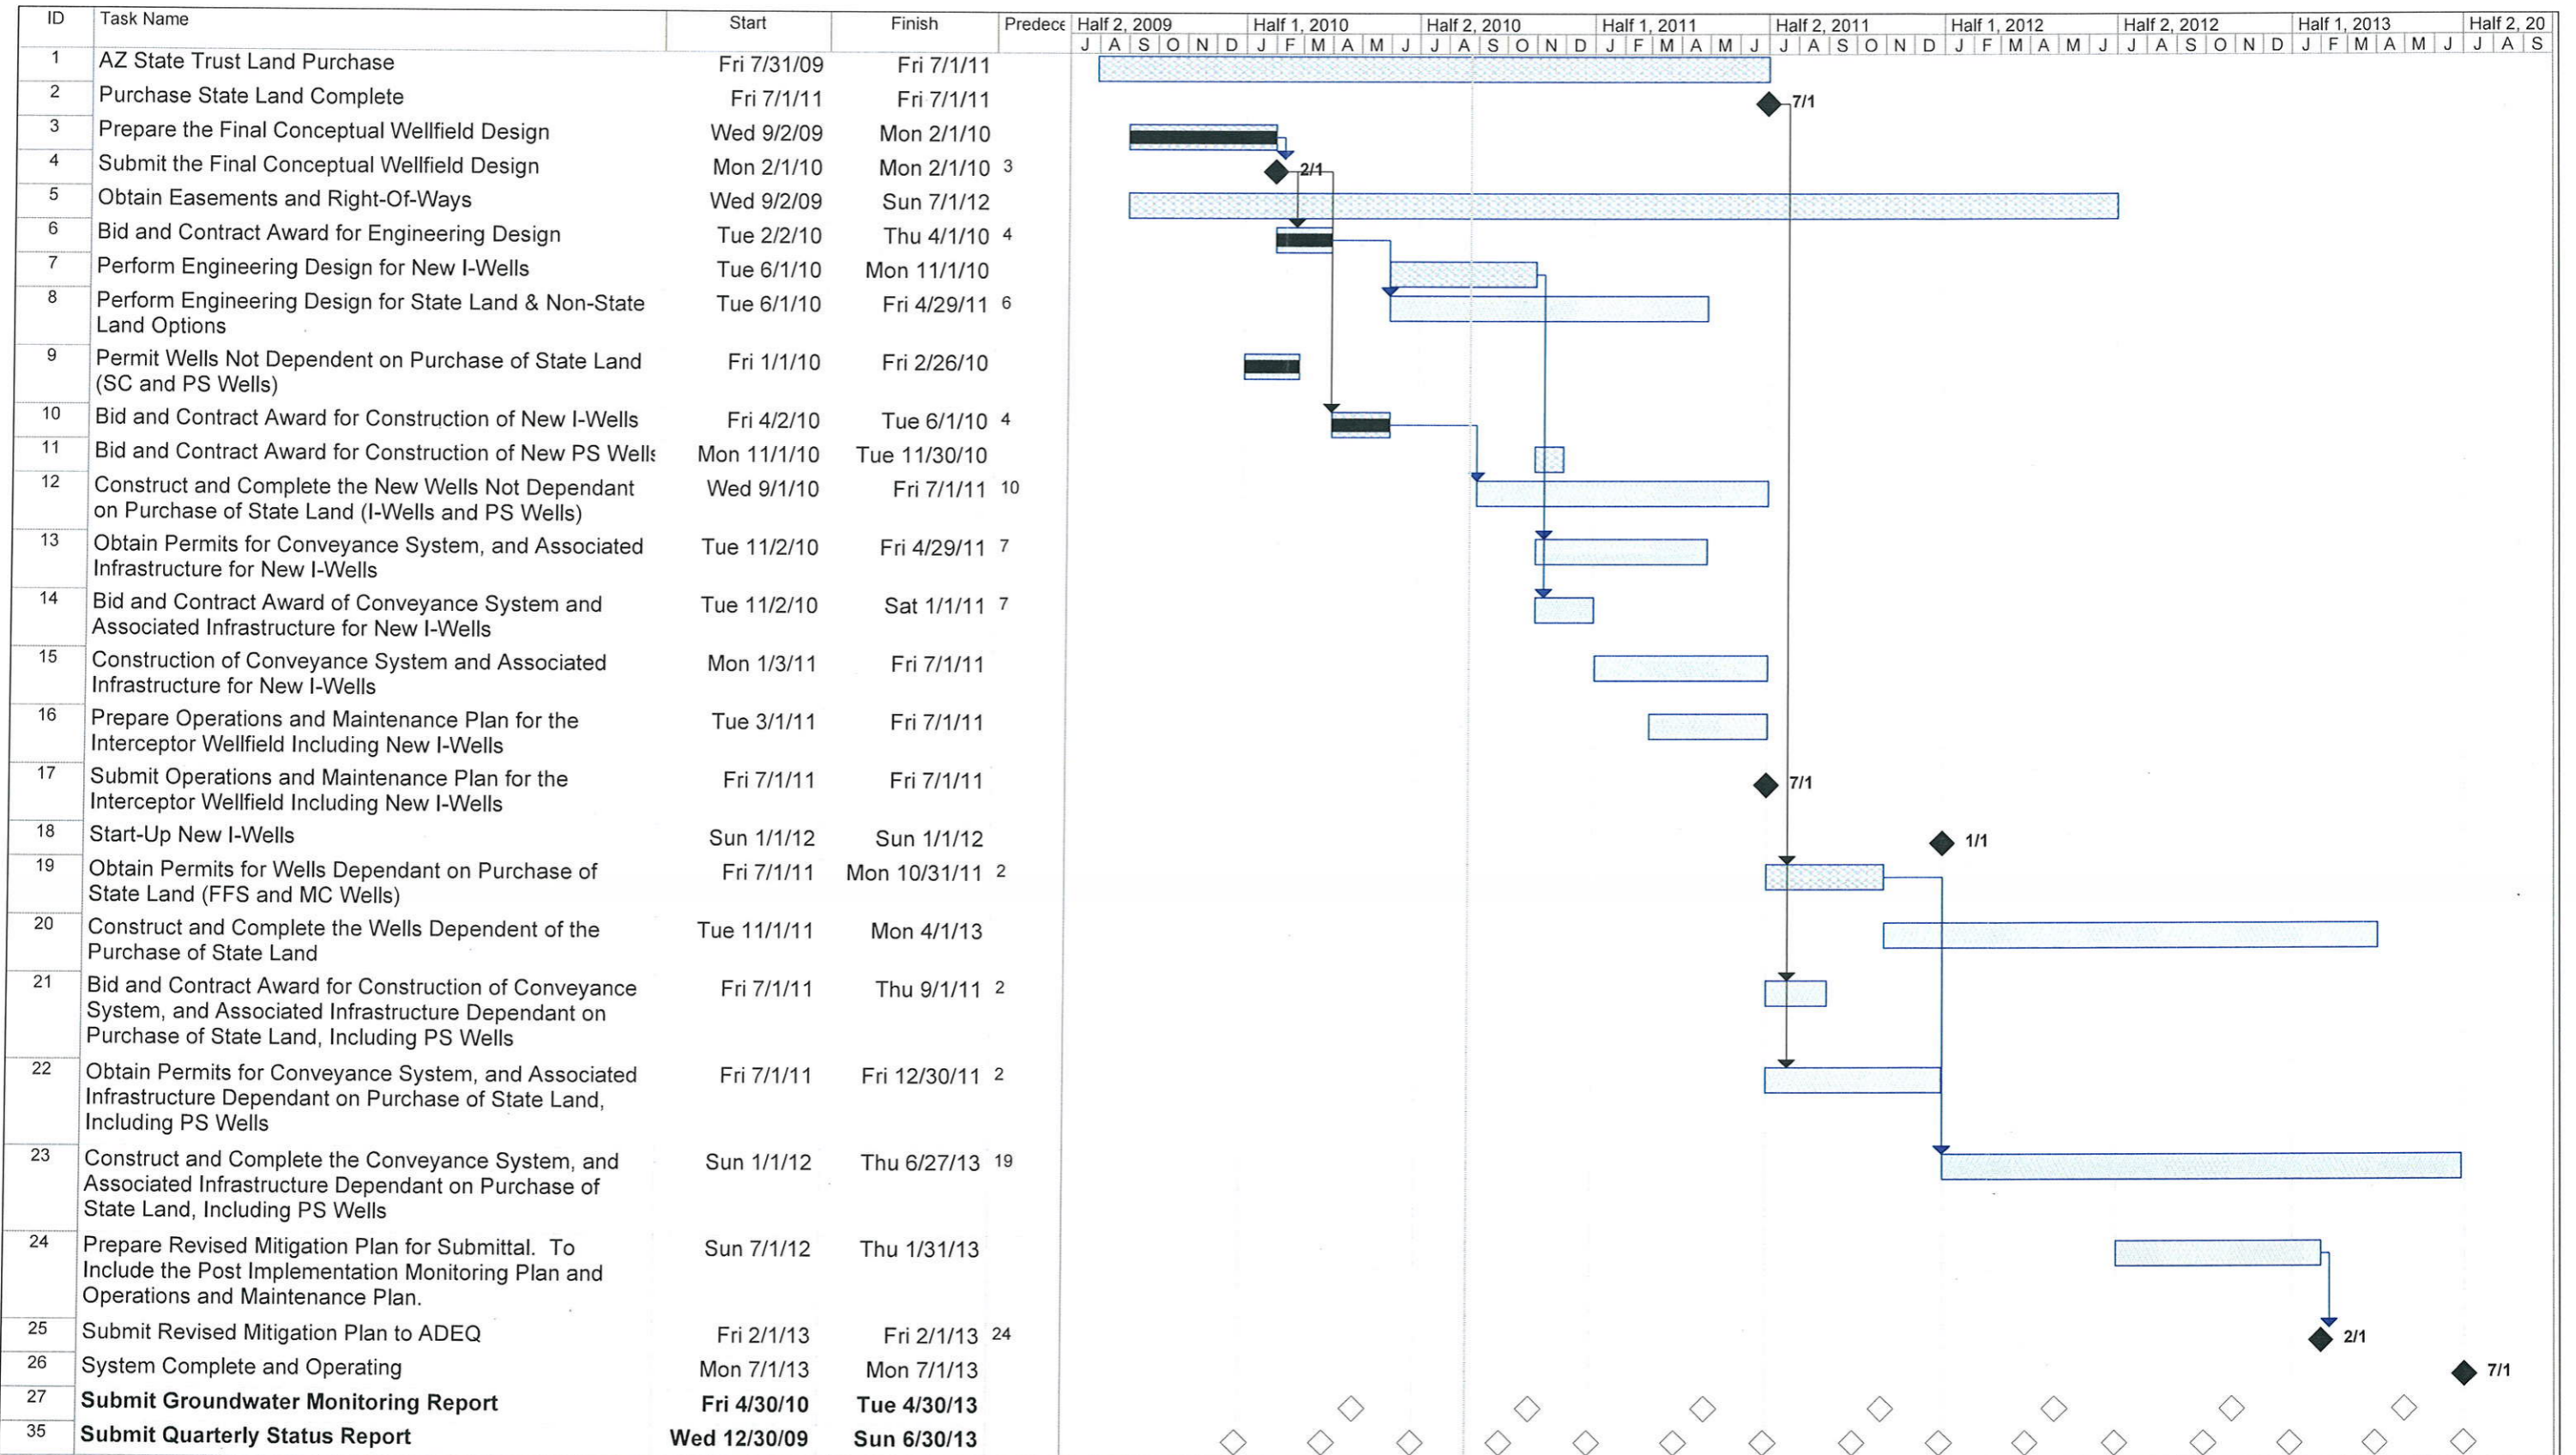 ID Task Name Start Finish Predece Half 2, 2009 Half 1, 2010 Half 2, 2010 Half 1, 2011 Half 2, 2011 Half 1, 2012 Half 2, 2012 Half 1, 2013 Half 2, 20
J A S O N D J F M A M J J A S O N D J F M A M J J A S O N D J F M A M J J A S O N D J F M A M J J A S
1 AZ State Trust Land Purchase Fri 7/31/09 Fri 7/1/11
2 Purchase State Land Complete Fri 7/1/11 Fri 7/1/11 7/1
3 Prepare the Final Conceptual Wellfield Design Wed 9/2/09 Mon 2/1/10
4 Submit the Final Conceptual Wellfield Design Mon 2/1/10 Mon 2/1/10 3 2/1
5 Obtain Easements and Right-Of-Ways Wed 9/2/09 Sun 7/1/12
6 Bid and Contract Award for Engineering Design Tue 2/2/10 Thu 4/1/10 4
7 Perform Engineering Design for New I-Wells Tue 6/1/10 Mon 11/1/10
8 Perform Engineering Design for State Land & Non-State Tue 6/1/10 Fri 4/29/11 6
Land Options
9 Permit Wells Not Dependent on Purchase of State Land Fri 1/1/10 Fri 2/26/10
(SC and PS Wells)
10 Bid and Contract Award for Construction of New I-Wells Fri 4/2/10 Tue 6/1/10 4
11 Bid and Contract Award for Construction of New PS Wells Mon 11/1/10 Tue 11/30/10
12 Construct and Complete the New Wells Not Dependant Wed 9/1/10 Fri 7/1/11 10
on Purchase of State Land (I-Wells and PS Wells)
13 Obtain Permits for Conveyance System, and Associated Tue 11/2/10 Fri 4/29/11 7
Infrastructure for New I-Wells
14 Bid and Contract Award of Conveyance System and Tue 11/2/10 Sat 1/1/11 7
Associated Infrastructure for New I-Wells
15 Construction of Conveyance System and Associated Mon 1/3/11 Fri 7/1/11
Infrastructure for New I-Wells
16 Prepare Operations and Maintenance Plan for the Tue 3/1/11 Fri 7/1/11
Interceptor Wellfield Including New I-Wells
17 Submit Operations and Maintenance Plan for the Fri 7/1/11 Fri 7/1/11 7/1
Interceptor Wellfield Including New I-Wells
18 Start-Up New I-Wells Sun 1/1/12 Sun 1/1/12 1/1
19 Obtain Permits for Wells Dependant on Purchase of Fri 7/1/11 Mon 10/31/11 2
State Land (FFS and MC Wells)
20 Construct and Complete the Wells Dependent of the Tue 11/1/11 Mon 4/1/13
Purchase of State Land
21 Bid and Contract Award for Construction of Conveyance Fri 7/1/11 Thu 9/1/11 2
System, and Associated Infrastructure Dependant on
Purchase of State Land, Including PS Wells
22 Obtain Permits for Conveyance System, and Associated Fri 7/1/11 Fri 12/30/11 2
Infrastructure Dependant on Purchase of State Land,
Including PS Wells
23 Construct and Complete the Conveyance System, and Sun 1/1/12 Thu 6/27/13 19
Associated Infrastructure Dependant on Purchase of
State Land, Including PS Wells
24 Prepare Revised Mitigation Plan for Submittal. To Sun 7/1/12 Thu 1/31/13
Include the Post Implementation Monitoring Plan and
Operations and Maintenance Plan.
25 Submit Revised Mitigation Plan to ADEQ Fri 2/1/13 Fri 2/1/13 24 2/1
26 System Complete and Operating Mon 7/1/13 Mon 7/1/13 7/1
27 Submit Groundwater Monitoring Report Fri 4/30/10 Tue 4/30/13
35 Submit Quarterly Status Report Wed 12/30/09 Sun 6/30/13